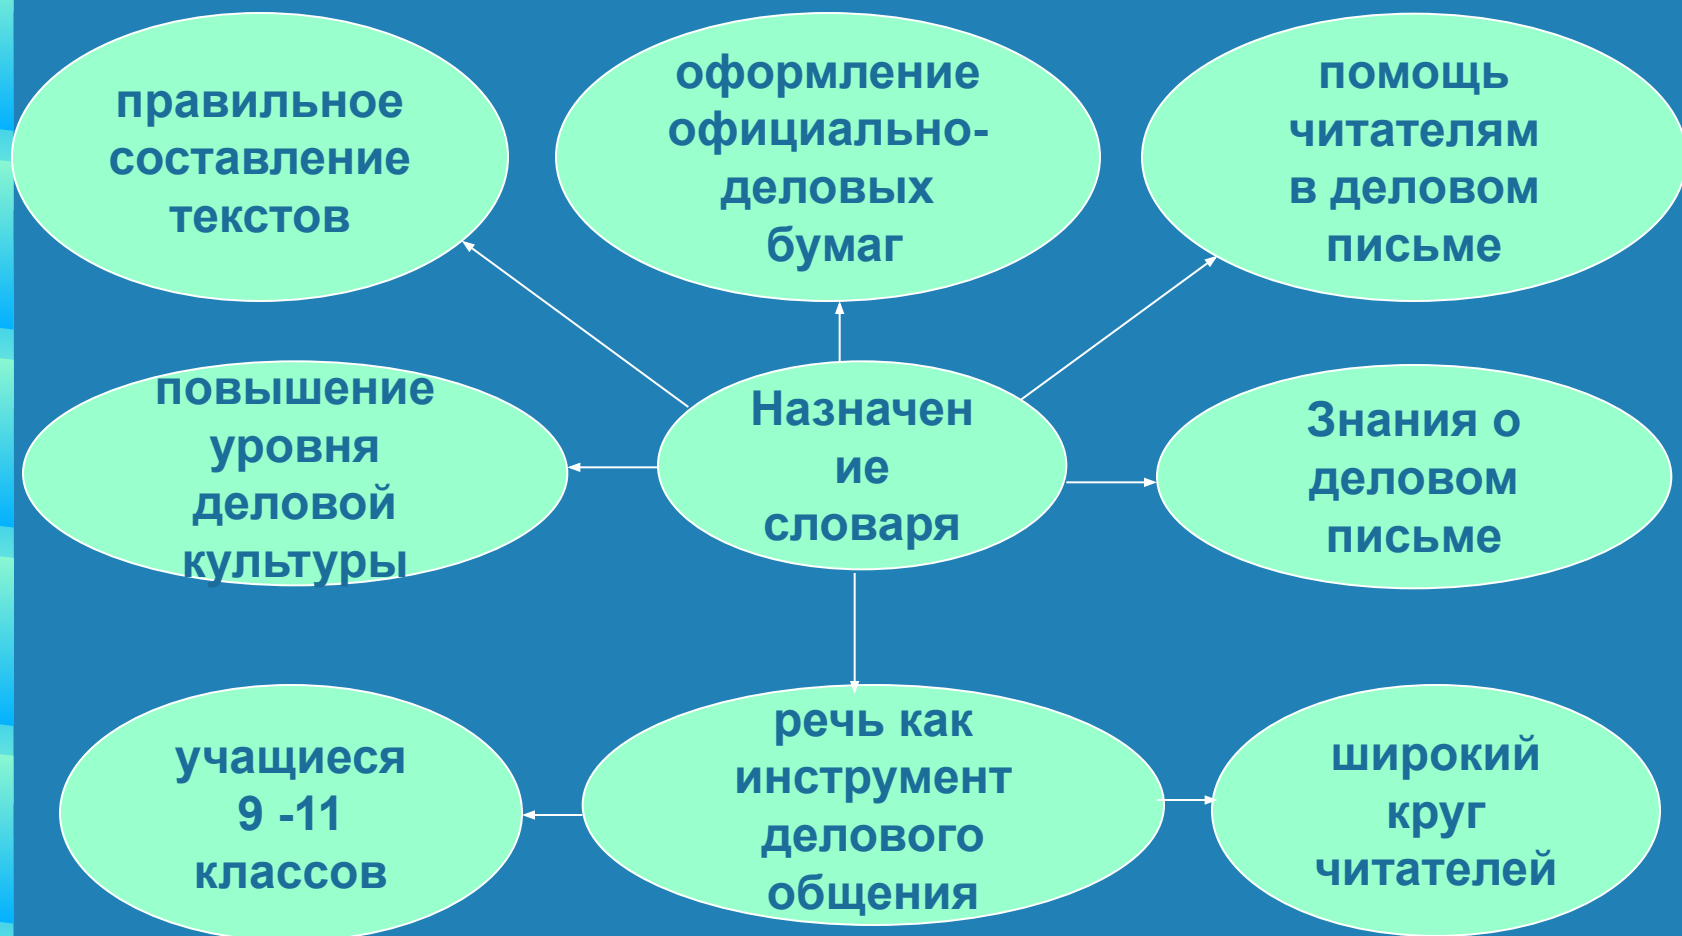 правильное
составление
текстов
оформление
официально-
деловых
бумаг
помощь
читателям
в деловом
письме
повышение
уровня
деловой
культуры
Назначен
ие
словаря
Знания о
деловом
письме
учащиеся
9 -11
классов
речь как
инструмент
делового
общения
широкий
круг
читателей